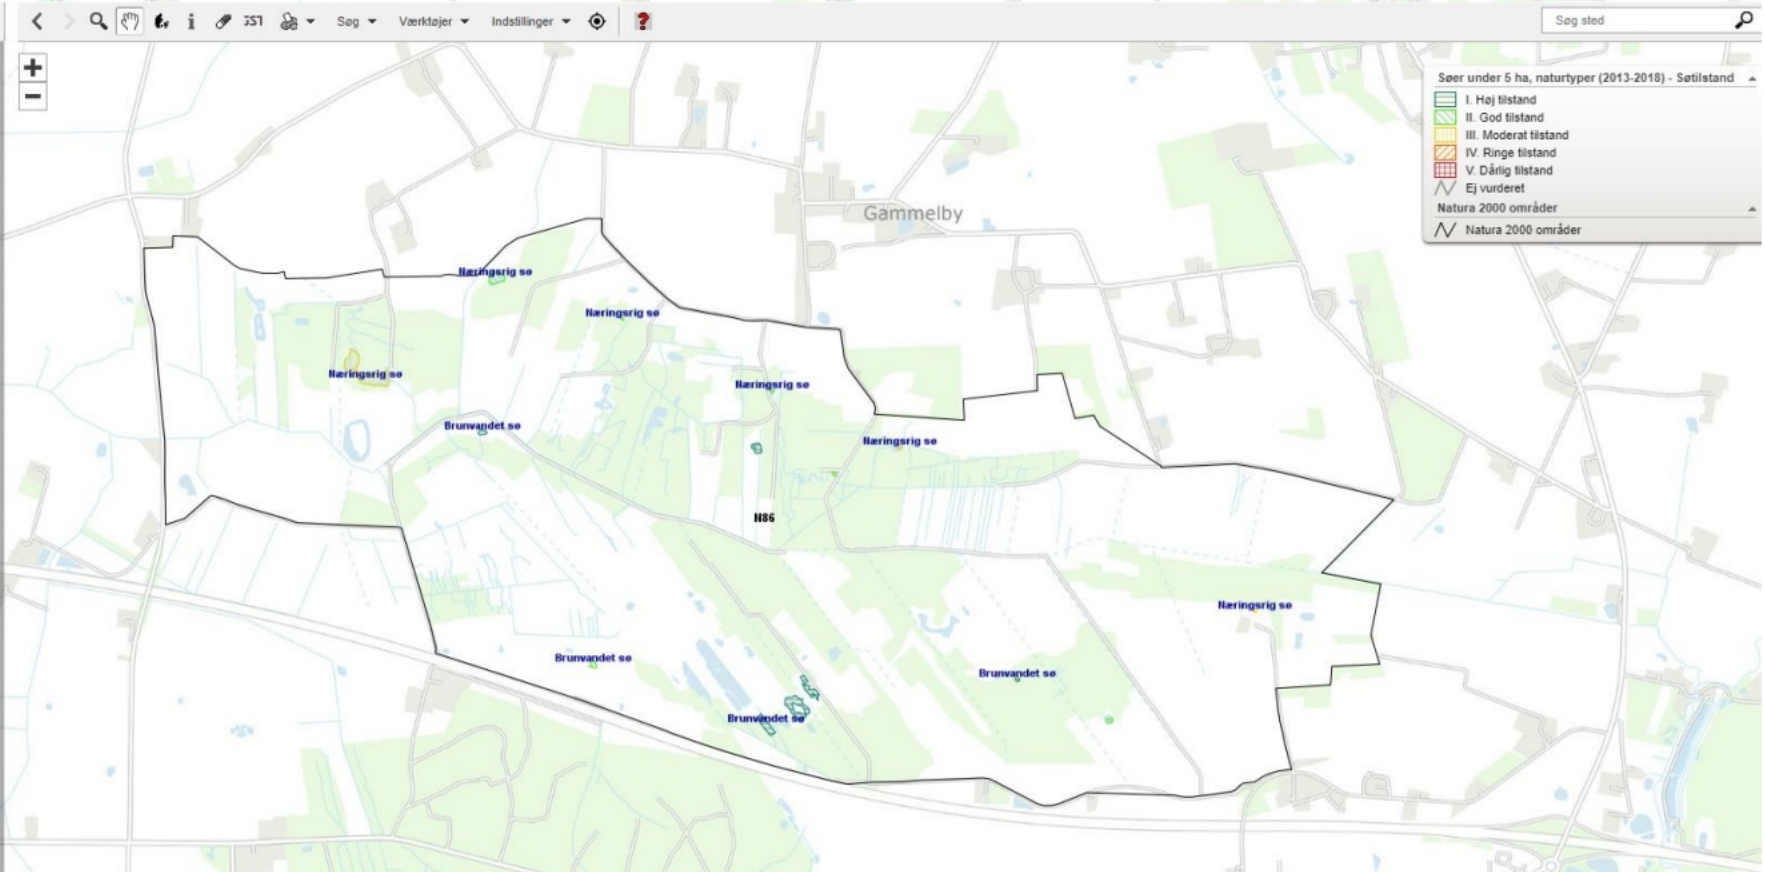 Søg
Værktøjer
Indstillinger
?
Søg sted
+
−
Søer under 5 ha, naturtyper (2013-2018) - Søtilstand
I. Høj tilstand
II. God tilstand
III. Moderat tilstand
IV. Ringe tilstand
V. Dårlig tilstand
Ej vurderet
Natura 2000 områder
Natura 2000 områder
Gammelby
Næringsrig sø
Næringsrig sø
Næringsrig sø
Næringsrig sø
Brunvandet sø
Næringsrig sø
N86
Næringsrig sø
Brunvandet sø
Brunvandet sø
Brunvandet sø